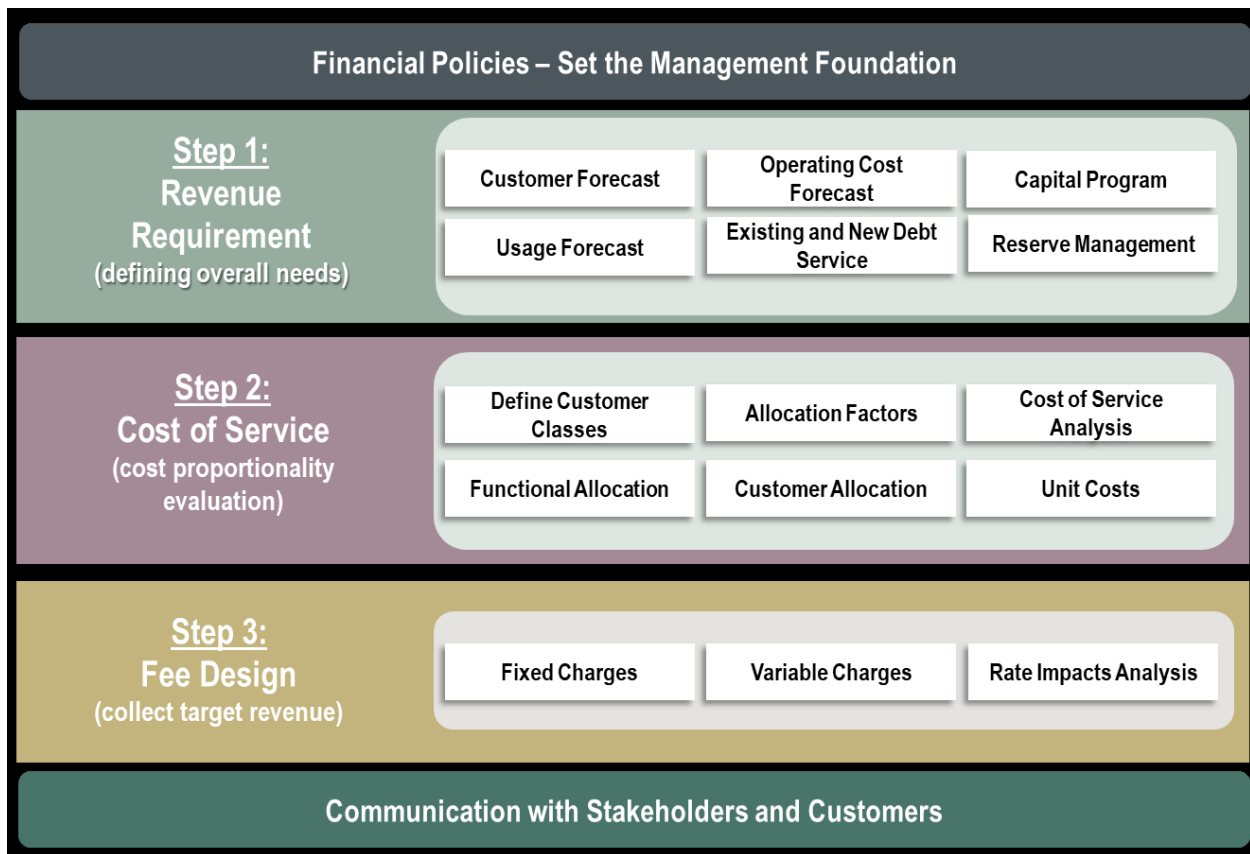 Financial Policies – Set the Management Foundation
Step 1:
Revenue
Requirement
(defining overall needs)
Customer Forecast
Operating Cost
Forecast
Capital Program
Usage Forecast
Existing and New Debt
Service
Reserve Management
Step 2:
Cost of Service
(cost proportionality
evaluation)
Define Customer
Classes
Allocation Factors
Cost of Service
Analysis
Functional Allocation
Customer Allocation
Unit Costs
Step 3:
Fee Design
(collect target revenue)
Fixed Charges
Variable Charges
Rate Impacts Analysis
Communication with Stakeholders and Customers